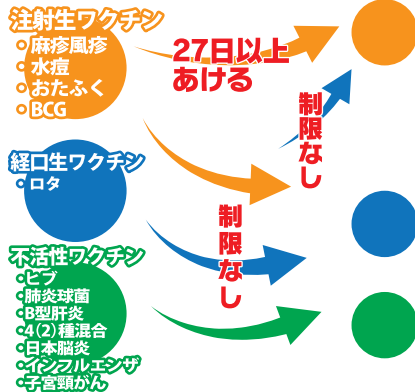 注射生ワクチン
・麻疹風疹
・水痘
・おたふく
・BCG
27日以上
あける
制限なし
経口生ワクチン
・ロタ
制限なし
不活性ワクチン
・ヒブ
・肺炎球菌
・B型肝炎
・4(2)種混合
・日本脳炎
・インフルエンザ
・子宮頸がん